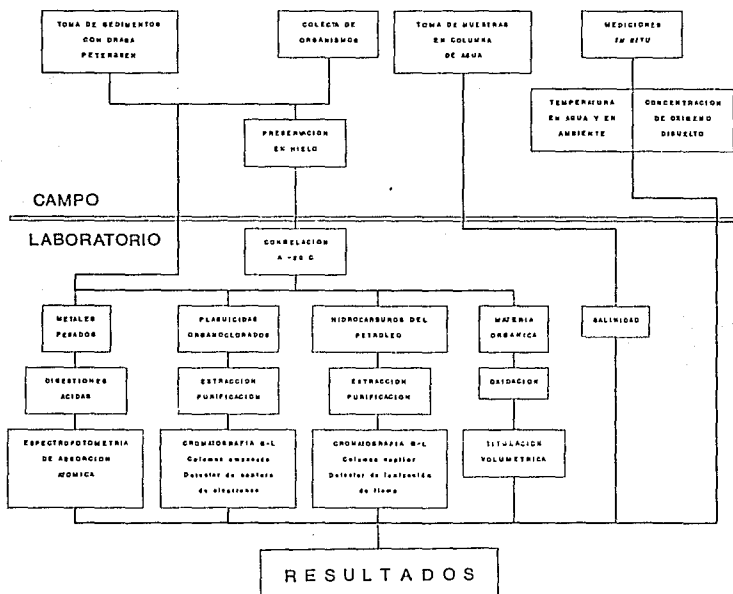 TOMA DE SEDIMENTOS
CON DRAGA
PETERSEN
COLECTA DE
ORGANISMOS
TOMA DE MUESTRAS
EN COLUMNA
DE AGUA
MEDICIONES
IN SITU
TEMPERATURA
EN AGUA Y EN
AMBIENTE
CONCENTRACION
DE OXIGENO
DISUELTO
PRESERVACION
EN HIELO
CAMPO
LABORATORIO
CONGELACION
A -20 C
METALES
PESADOS
PLAGUICIDAS
ORGANOCLORADOS
HIDROCARBUROS DEL
PETROLEO
MATERIA
ORGANICA
SALINIDAD
DIGESTIONES
ACIDAS
EXTRACCION
PURIFICACION
EXTRACCION
PURIFICACION
OXIDACION
ESPECTROFOTOMETRIA
DE ABSORCION
ATOMICA
CROMATOGRAFIA G-L
Columna empacada
Detector de captura
de electrones
CROMATOGRAFIA G-L
Columna capilar
Detector de ionización
de flama
TITULACION
VOLUMETRICA
RESULTADOS